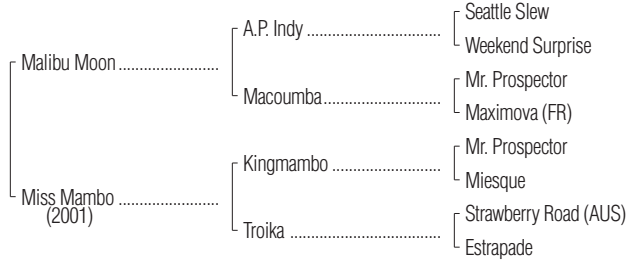 Seattle Slew
A.P. Indy ..................................
Weekend Surprise
Malibu Moon .........................
Mr. Prospector
Macoumba..............................
Maximova (FR)
Mr. Prospector
Kingmambo ...........................
Miesque
Miss Mambo .........................
(2001)
Strawberry Road (AUS)
Troika ......................................
Estrapade